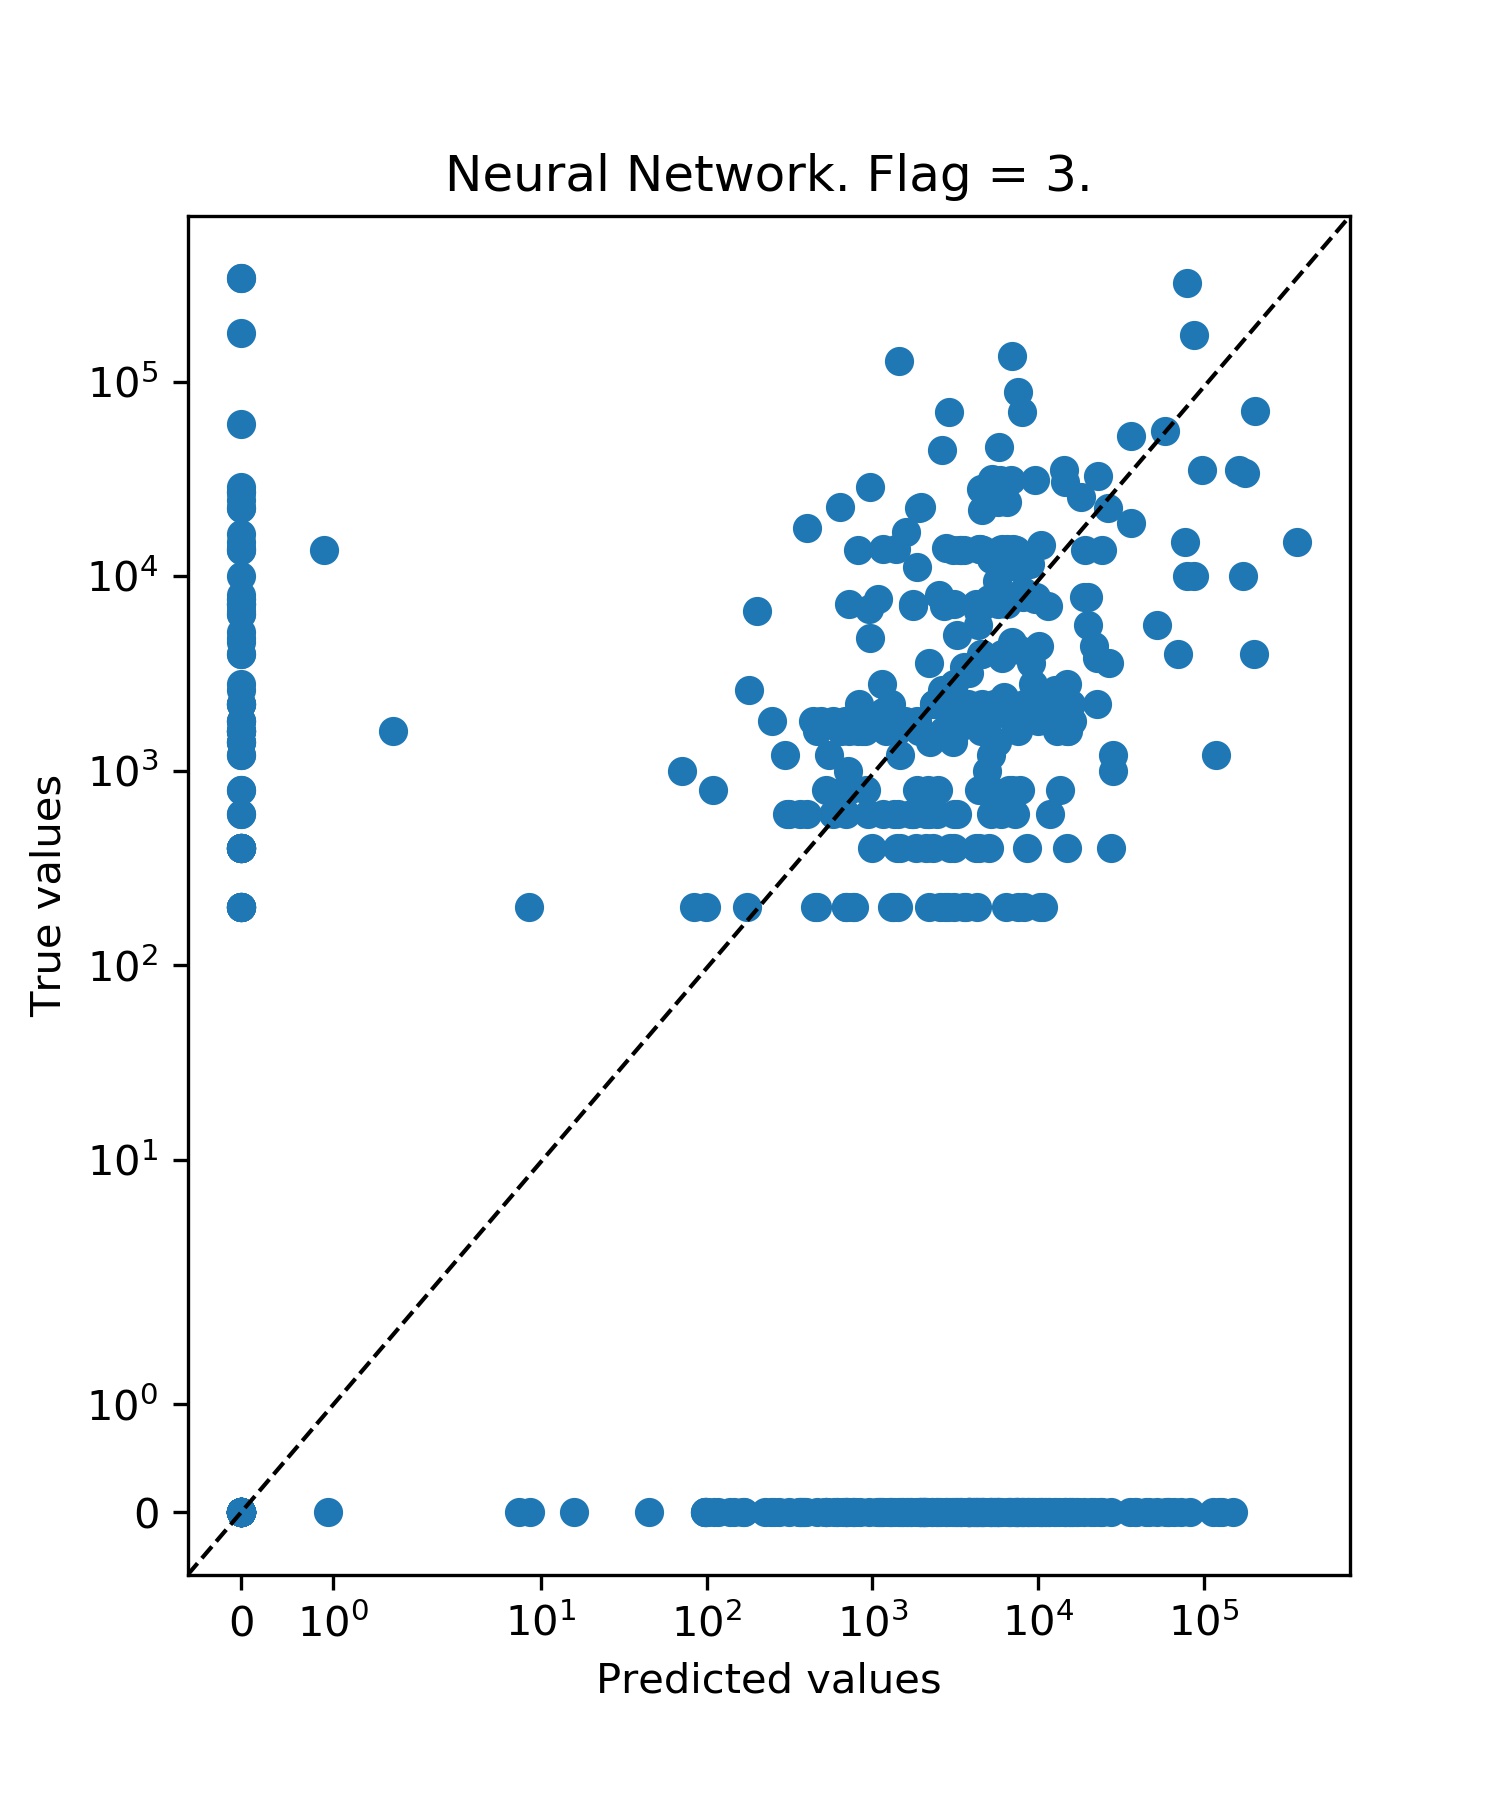 Neural Network. Flag = 3.
True values
10⁵
10⁴
10³
10²
10¹
10⁰
0
0 10⁰ 10¹ 10² 10³ 10⁴ 10⁵
Predicted values